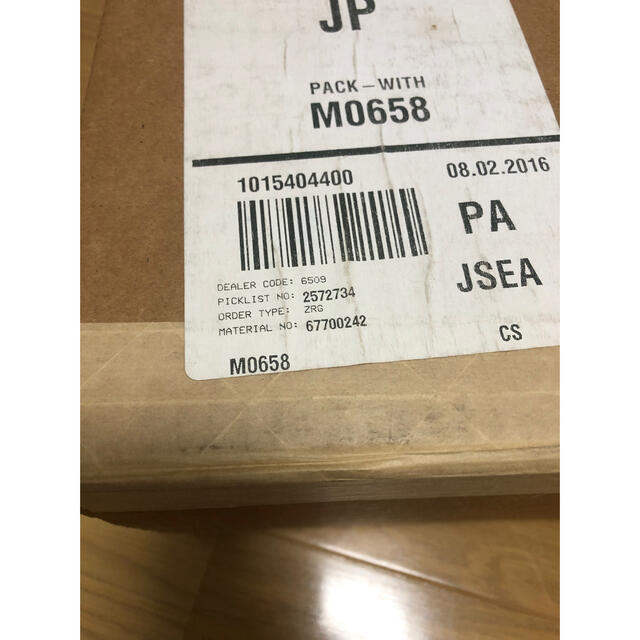 JP
PACK-WITH
M0658
1015404400
08.02.2016
PA
JSEA
DEALER CODE: 6509
PICKLIST NO: 2572734
ORDER TYPE: ZRG
MATERIAL NO: 67700242
M0658
CS